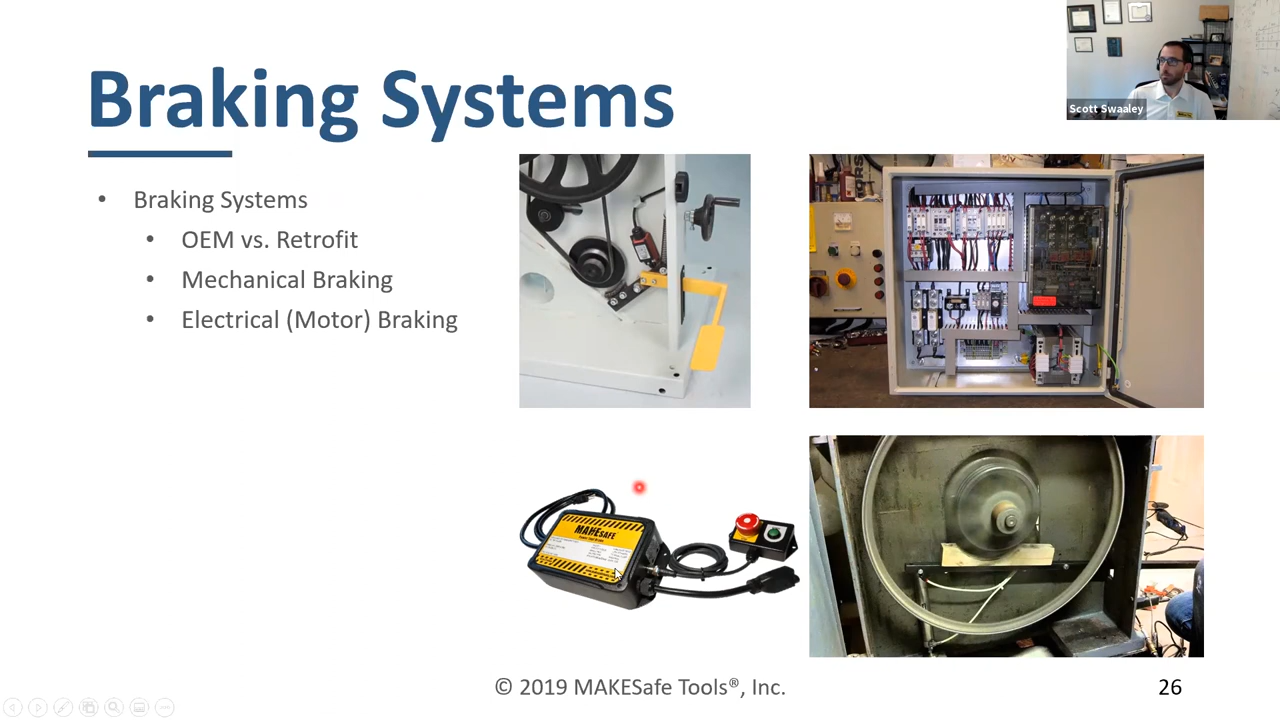 Braking Systems
Scott Swaaley
• Braking Systems
• OEM vs. Retrofit
• Mechanical Braking
• Electrical (Motor) Braking
MAKESAFE
© 2019 MAKESafe Tools®, Inc.
26